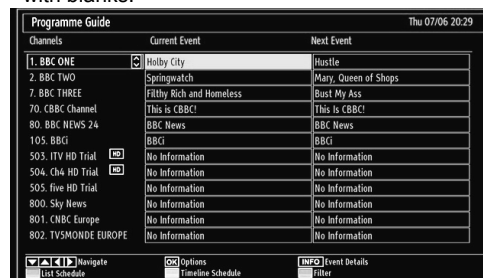 with blanks.
Programme Guide Thu 07/06 20:29
Channels Current Event Next Event
1. BBC ONE Holby City Hustle
2. BBC TWO Springwatch Mary, Queen of Shops
7. BBC THREE Filthy Rich and Homeless Bust My Ass
70. CBBC Channel This is CBBC! This Is CBBC!
80. BBC NEWS 24 BBC News BBC News
105. BBCi BBCi BBCi
503. ITV HD Trial HD No Information No Information
504. Ch4 HD Trial HD No Information No Information
505. five HD Trial No Information No Information
800. Sky News No Information No Information
801. CNBC Europe No Information No Information
802. TV5MONDE EUROPE No Information No Information
Navigate OK Options INFO Event Details
List Schedule Timeline Schedule Filter